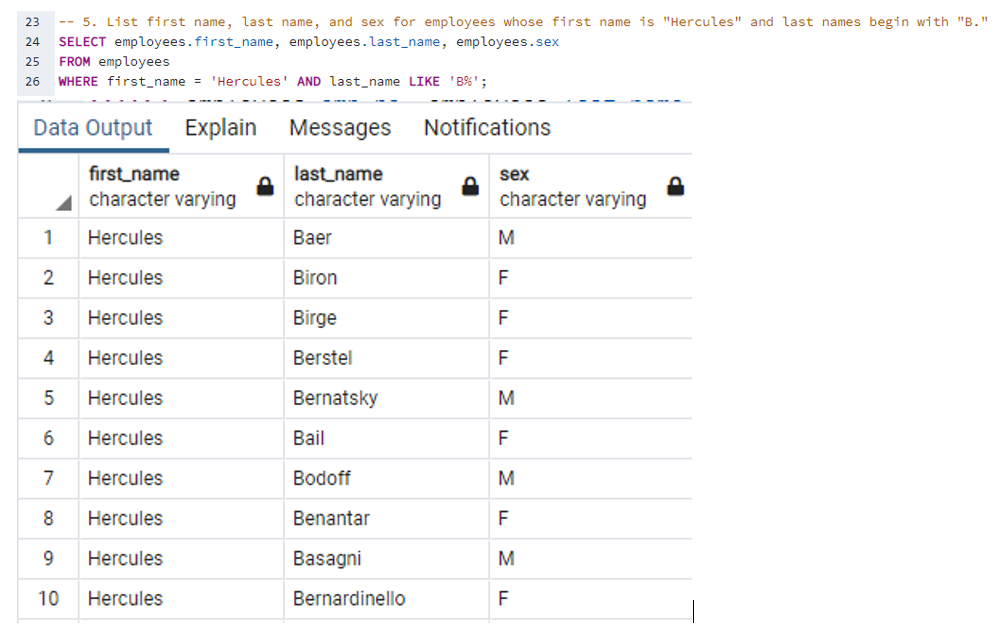 23 -- 5. List first name, last name, and sex for employees whose first name is "Hercules" and last names begin with "B."
24 SELECT employees.first_name, employees.last_name, employees.sex
25 FROM employees
26 WHERE first_name = 'Hercules' AND last_name LIKE 'B%';
Data Output Explain Messages Notifications
first_name last_name sex
character varying character varying character varying
1 Hercules Baer M
2 Hercules Biron F
3 Hercules Birge F
4 Hercules Berstel F
5 Hercules Bernatsky M
6 Hercules Bail F
7 Hercules Bodoff M
8 Hercules Benantar F
9 Hercules Basagni M
10 Hercules Bernardinello F